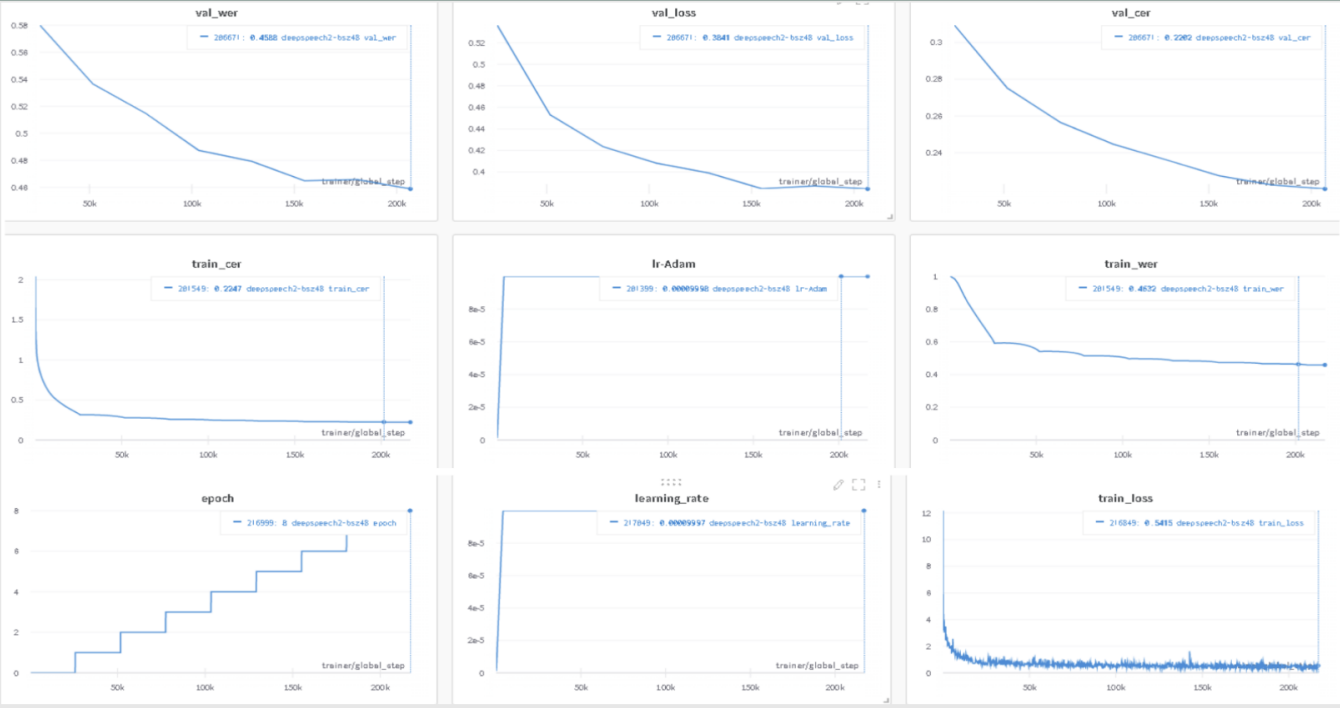 val_wer
206671: 0.4588 deepspeech2-bsz48 val_wer
0.58
0.56
0.54
0.52
0.5
0.48
0.46
trainer/global_step
50k 100k 150k 200k
val_loss
206671: 0.3841 deepspeech2-bsz48 val_loss
0.52
0.5
0.48
0.46
0.44
0.42
0.4
trainer/global_step
50k 100k 150k 200k
val_cer
206671: 0.2202 deepspeech2-bsz48 val_cer
0.3
0.28
0.26
0.24
trainer/global_step
50k 100k 150k 200k
train_cer
201549: 0.2247 deepspeech2-bsz48 train_cer
2
1.5
1
0.5
0
trainer/global_step
50k 100k 150k 200k
lr-Adam
201399: 0.00009998 deepspeech2-bsz48 lr-Adam
8e-5
6e-5
4e-5
2e-5
0
trainer/global_step
50k 100k 150k 200k
train_wer
201549: 0.4632 deepspeech2-bsz48 train_wer
1
0.8
0.6
0.4
0.2
0
trainer/global_step
50k 100k 150k 200k
epoch
216999: 8 deepspeech2-bsz48 epoch
8
6
4
2
0
trainer/global_step
50k 100k 150k 200k
learning_rate
217049: 0.00009997 deepspeech2-bsz48 learning_rate
8e-5
6e-5
4e-5
2e-5
0
trainer/global_step
50k 100k 150k 200k
train_loss
216849: 0.5415 deepspeech2-bsz48 train_loss
12
10
8
6
4
2
0
trainer/global_step
50k 100k 150k 200k